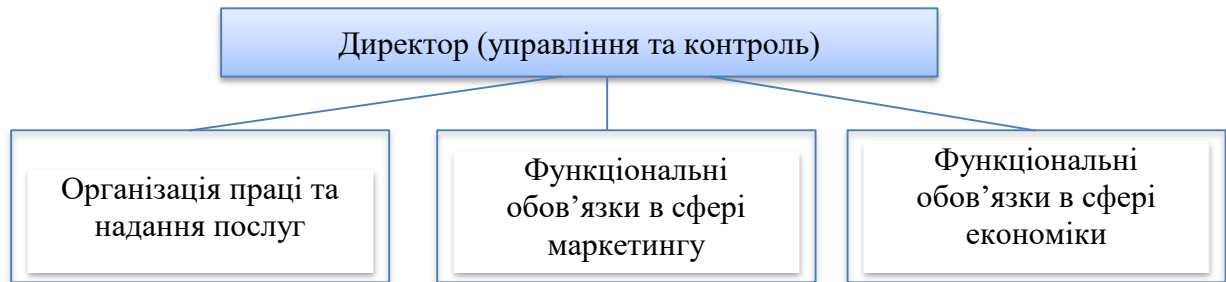 Директор (управління та контроль)
Організація праці та
надання послуг
Функціональні
обов’язки в сфері
маркетингу
Функціональні
обов’язки в сфері
економіки